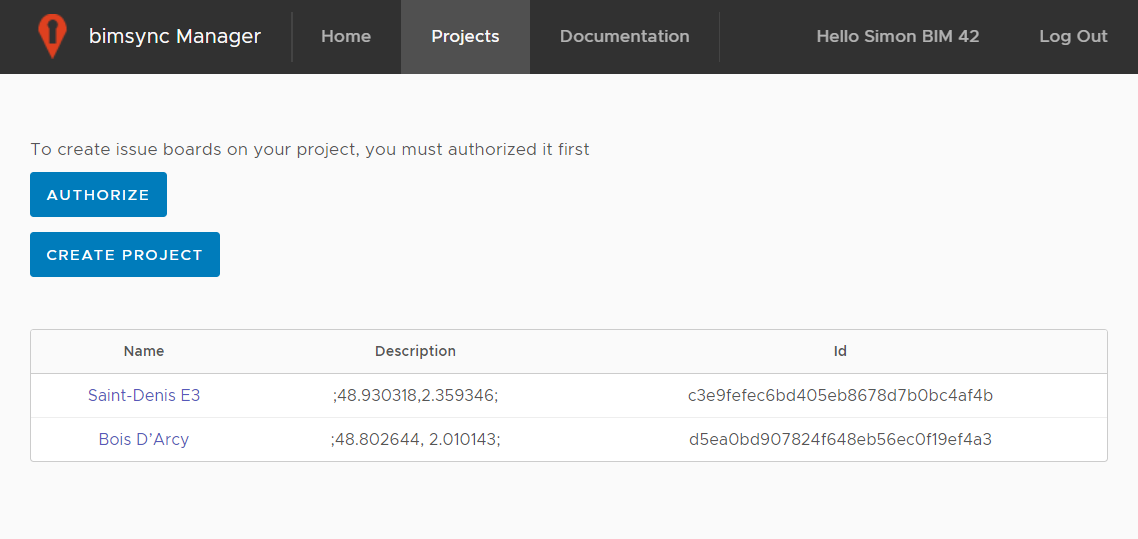 bimsync Manager Home Projects Documentation Hello Simon BIM 42 Log Out
To create issue boards on your project, you must authorized it first
AUTHORIZE
CREATE PROJECT
Name Description Id
Saint-Denis E3 ;48.930318,2.359346; c3e9fefec6bd405eb8678d7b0bc4af4b
Bois D’Arcy ;48.802644, 2.010143; d5ea0bd907824f648eb56ec0f19ef4a3